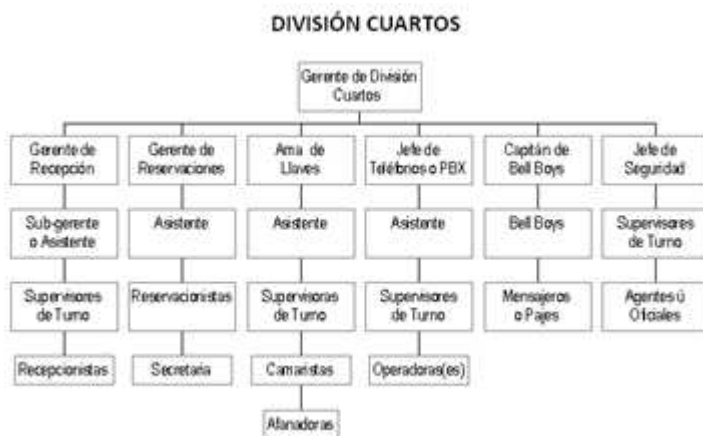 DIVISIÓN CUARTOS
Gerente de División
Cuartos
Gerente de
Recepción
Gerente de
Reservaciones
Ama de
Llaves
Jefe de
Teléfonos o PBX
Capitán de
Bell Boys
Jefe de
Seguridad
Sub-gerente
o Asistente
Asistente
Asistente
Asistente
Bell Boys
Supervisores
de Turno
Supervisores
de Turno
Reservacionistas
Supervisoras
de Turno
Supervisores
de Turno
Mensajeros
o Pajes
Agentes ú
Oficiales
Recepcionistas
Secretaria
Camaristas
Operadoras(es)
Afanadoras